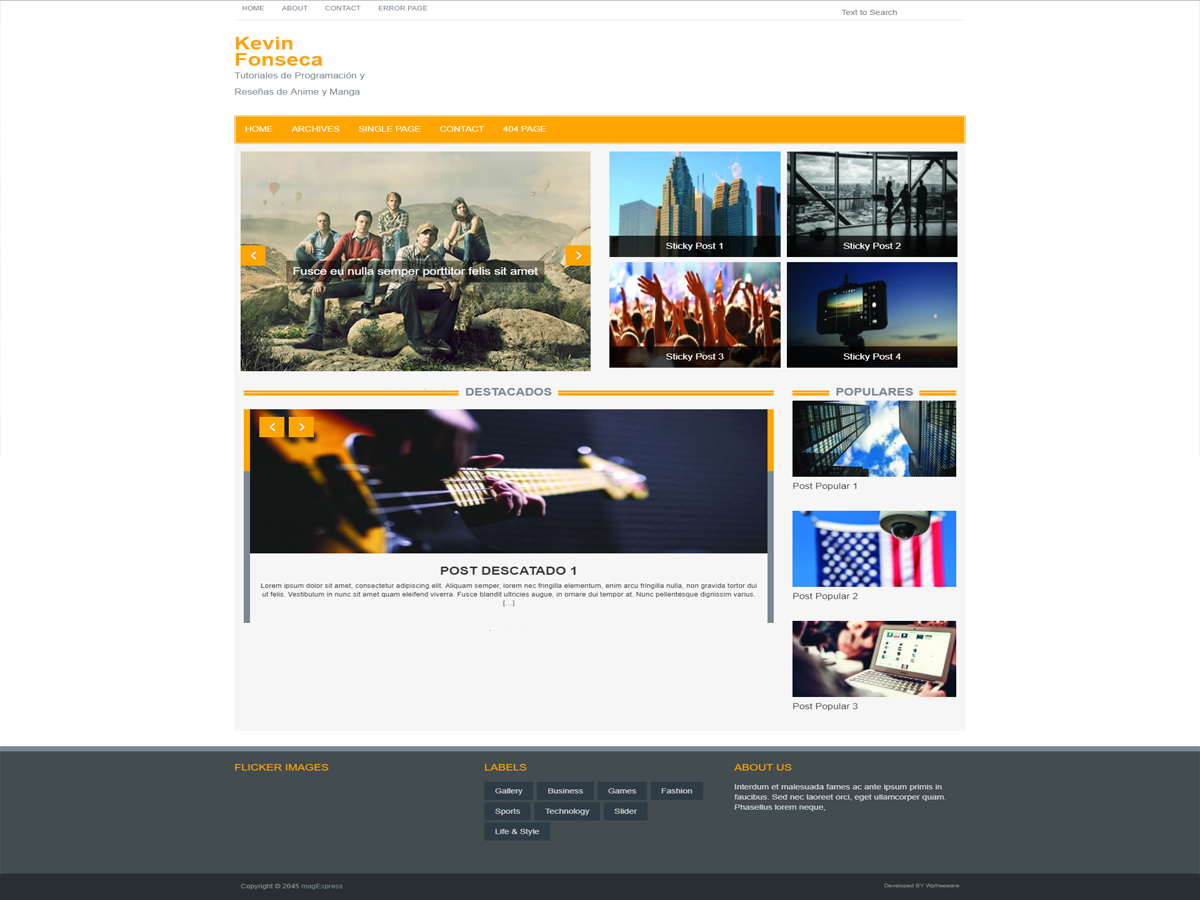 HOME ABOUT CONTACT ERROR PAGE
Text to Search
Kevin
Fonseca
Tutoriales de Programación y
Reseñas de Anime y Manga
HOME ARCHIVES SINGLE PAGE CONTACT 404 PAGE
Fusce eu nulla semper porttitor felis sit amet
Sticky Post 1
Sticky Post 2
Sticky Post 3
Sticky Post 4
DESTACADOS
POST DESCATADO 1
Lorem ipsum dolor sit amet, consectetur adipiscing elit. Aliquam semper, lorem nec fringilla elementum, enim arcu fringilla nulla, non gravida tortor dui
ut felis. Vestibulum in nunc sit amet quam eleifend viverra. Fusce blandit ultricies augue, in ornare dui tempor at. Nunc pellentesque dignissim varius.
[...]
POPULARES
Post Popular 1
Post Popular 2
Post Popular 3
FLICKER IMAGES
LABELS
Gallery Business Games Fashion
Sports Technology Slider
Life & Style
ABOUT US
Interdum et malesuada fames ac ante ipsum primis in
faucibus. Sed nec laoreet orci, eget ullamcorper quam.
Phasellus lorem neque,
Copyright © 2045 magExpress
Developed BY Wpfreeware